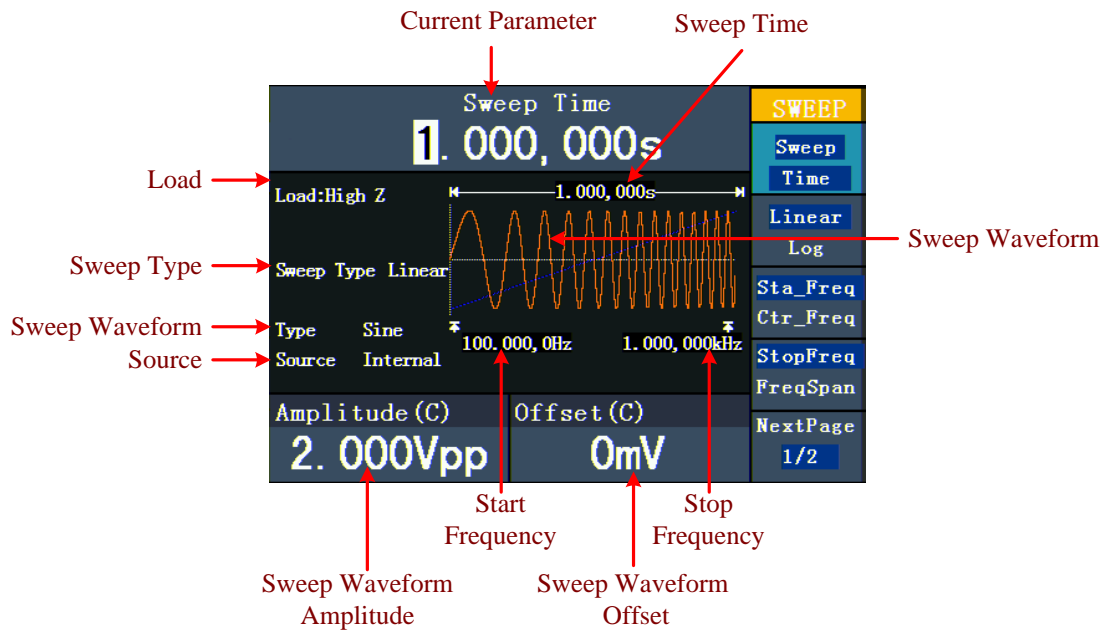 Current Parameter
Sweep Time
Sweep Time
1.000,000s
SWEEP
Sweep
Time
Linear
Log
Sta_Freq
Ctr_Freq
StopFreq
FreqSpan
NextPage
1/2
Load
Load:High Z
1.000,000s
Sweep Waveform
Sweep Type
Sweep Type Linear
Sweep Waveform
Type Sine
Source
Source Internal
100.000,0Hz
1.000,000kHz
Amplitude(C)
Offset(C)
2.000Vpp
0mV
Start
Frequency
Stop
Frequency
Sweep Waveform
Amplitude
Sweep Waveform
Offset